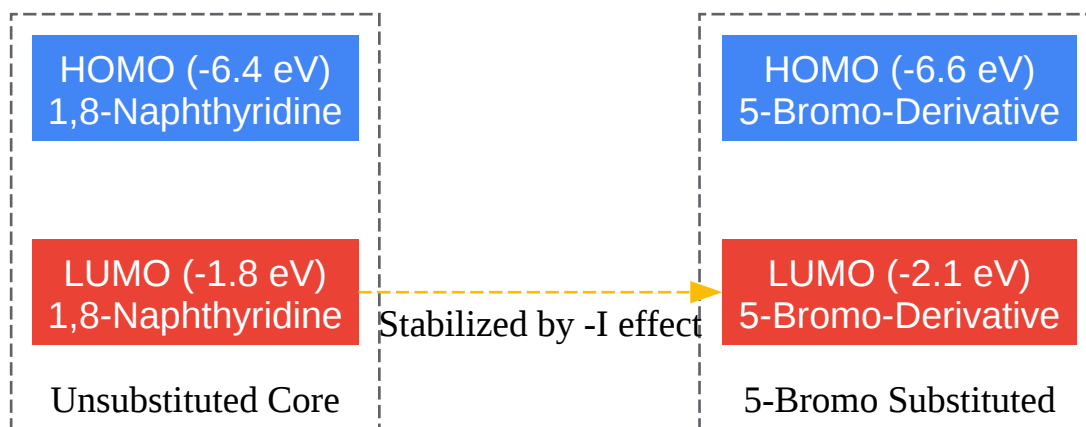 HOMO (-6.4 eV)
1,8-Naphthyridine
HOMO (-6.6 eV)
5-Bromo-Derivative
LUMO (-1.8 eV)
1,8-Naphthyridine
LUMO (-2.1 eV)
5-Bromo-Derivative
Stabilized by -I effect
Unsubstituted Core
5-Bromo Substituted